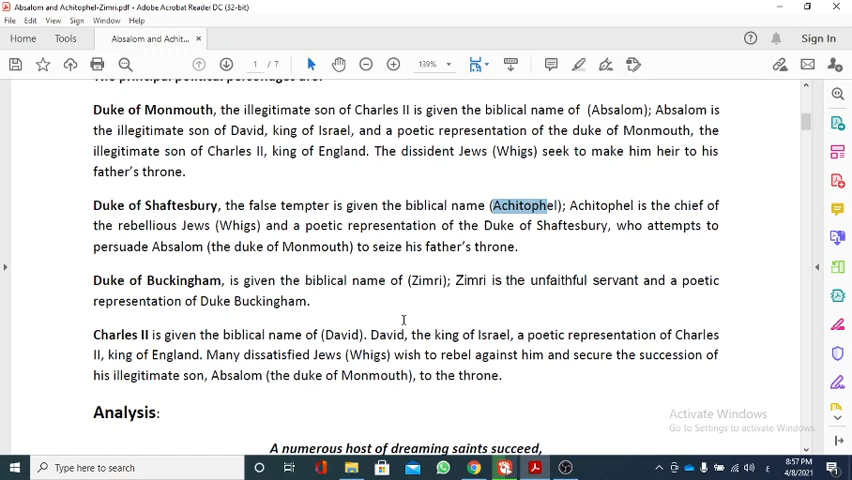 Absalom and Achitophel-Zimri.pdf - Adobe Acrobat Reader DC (32-bit)
File Edit View Sign Window Help
Home Tools Absalom and Achit... × Sign In
1 / 7 139%
The principal political personages are:
Duke of Monmouth, the illegitimate son of Charles II is given the biblical name of (Absalom); Absalom is
the illegitimate son of David, king of Israel, and a poetic representation of the duke of Monmouth, the
illegitimate son of Charles II, king of England. The dissident Jews (Whigs) seek to make him heir to his
father's throne.
Duke of Shaftesbury, the false tempter is given the biblical name (Achitophel); Achitophel is the chief of
the rebellious Jews (Whigs) and a poetic representation of the Duke of Shaftesbury, who attempts to
persuade Absalom (the duke of Monmouth) to seize his father's throne.
Duke of Buckingham, is given the biblical name of (Zimri); Zimri is the unfaithful servant and a poetic
representation of Duke Buckingham.
Charles II is given the biblical name of (David). David, the king of Israel, a poetic representation of Charles
II, king of England. Many dissatisfied Jews (Whigs) wish to rebel against him and secure the succession of
his illegitimate son, Absalom (the duke of Monmouth), to the throne.
Analysis:
A numerous host of dreaming saints succeed,
Activate Windows
Go to Settings to activate Windows.
Type here to search
ع 8:57 PM
4/8/2021